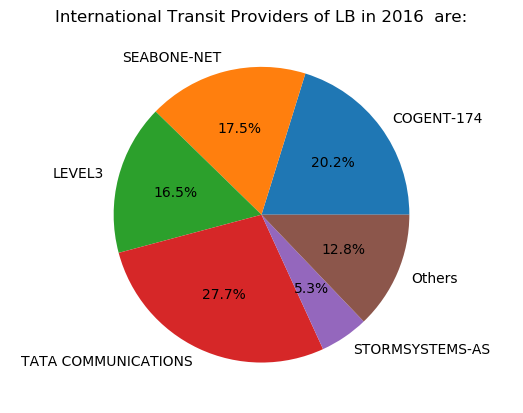 International Transit Providers of LB in 2016  are:
SEABONE-NET
COGENT-174
17.5%
20.2%
LEVEL3
16.5%
12.8%
Others
27.7%
5.3%
STORMSYSTEMS-AS
TATA COMMUNICATIONS